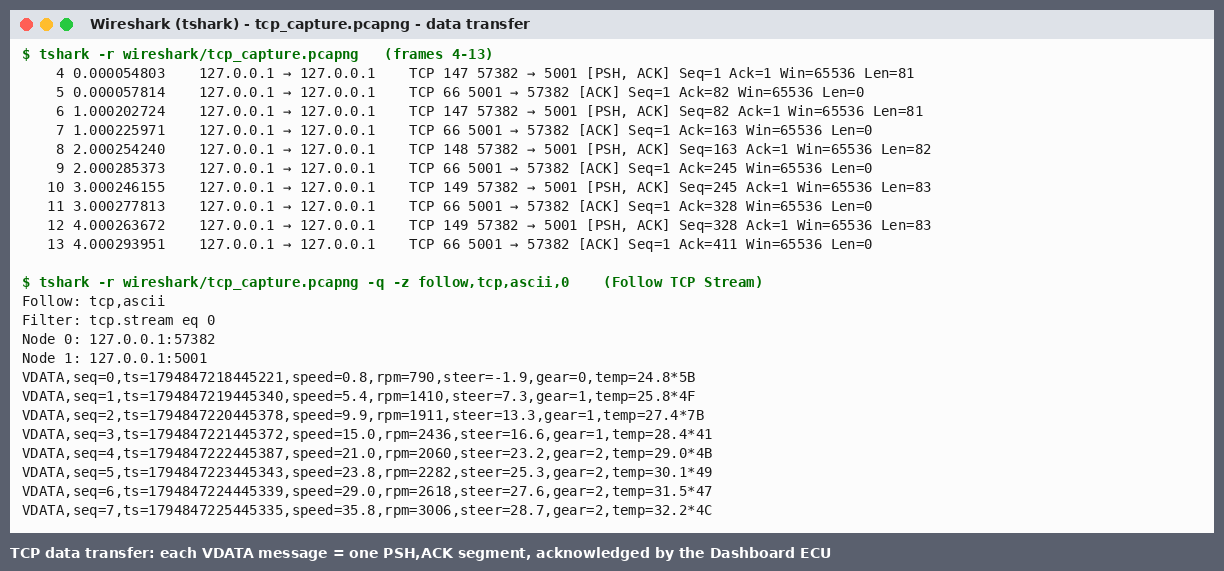 Wireshark (tshark) - tcp_capture.pcapng - data transfer
$ tshark -r wireshark/tcp_capture.pcapng   (frames 4-13)
4 0.000054803    127.0.0.1 → 127.0.0.1    TCP 147 57382 → 5001 [PSH, ACK] Seq=1 Ack=1 Win=65536 Len=81
5 0.000057814    127.0.0.1 → 127.0.0.1    TCP 66 5001 → 57382 [ACK] Seq=1 Ack=82 Win=65536 Len=0
6 1.000202724    127.0.0.1 → 127.0.0.1    TCP 147 57382 → 5001 [PSH, ACK] Seq=82 Ack=1 Win=65536 Len=81
7 1.000225971    127.0.0.1 → 127.0.0.1    TCP 66 5001 → 57382 [ACK] Seq=1 Ack=163 Win=65536 Len=0
8 2.000254240    127.0.0.1 → 127.0.0.1    TCP 148 57382 → 5001 [PSH, ACK] Seq=163 Ack=1 Win=65536 Len=82
9 2.000285373    127.0.0.1 → 127.0.0.1    TCP 66 5001 → 57382 [ACK] Seq=1 Ack=245 Win=65536 Len=0
10 3.000246155    127.0.0.1 → 127.0.0.1    TCP 149 57382 → 5001 [PSH, ACK] Seq=245 Ack=1 Win=65536 Len=83
11 3.000277813    127.0.0.1 → 127.0.0.1    TCP 66 5001 → 57382 [ACK] Seq=1 Ack=328 Win=65536 Len=0
12 4.000263672    127.0.0.1 → 127.0.0.1    TCP 149 57382 → 5001 [PSH, ACK] Seq=328 Ack=1 Win=65536 Len=83
13 4.000293951    127.0.0.1 → 127.0.0.1    TCP 66 5001 → 57382 [ACK] Seq=1 Ack=411 Win=65536 Len=0
$ tshark -r wireshark/tcp_capture.pcapng -q -z follow,tcp,ascii,0    (Follow TCP Stream)
Follow: tcp,ascii
Filter: tcp.stream eq 0
Node 0: 127.0.0.1:57382
Node 1: 127.0.0.1:5001
VDATA,seq=0,ts=1794847218445221,speed=0.8,rpm=790,steer=-1.9,gear=0,temp=24.8*5B
VDATA,seq=1,ts=1794847219445340,speed=5.4,rpm=1410,steer=7.3,gear=1,temp=25.8*4F
VDATA,seq=2,ts=1794847220445378,speed=9.9,rpm=1911,steer=13.3,gear=1,temp=27.4*7B
VDATA,seq=3,ts=1794847221445372,speed=15.0,rpm=2436,steer=16.6,gear=1,temp=28.4*41
VDATA,seq=4,ts=1794847222445387,speed=21.0,rpm=2060,steer=23.2,gear=2,temp=29.0*4B
VDATA,seq=5,ts=1794847223445343,speed=23.8,rpm=2282,steer=25.3,gear=2,temp=30.1*49
VDATA,seq=6,ts=1794847224445339,speed=29.0,rpm=2618,steer=27.6,gear=2,temp=31.5*47
VDATA,seq=7,ts=1794847225445335,speed=35.8,rpm=3006,steer=28.7,gear=2,temp=32.2*4C
TCP data transfer: each VDATA message = one PSH,ACK segment, acknowledged by the Dashboard ECU